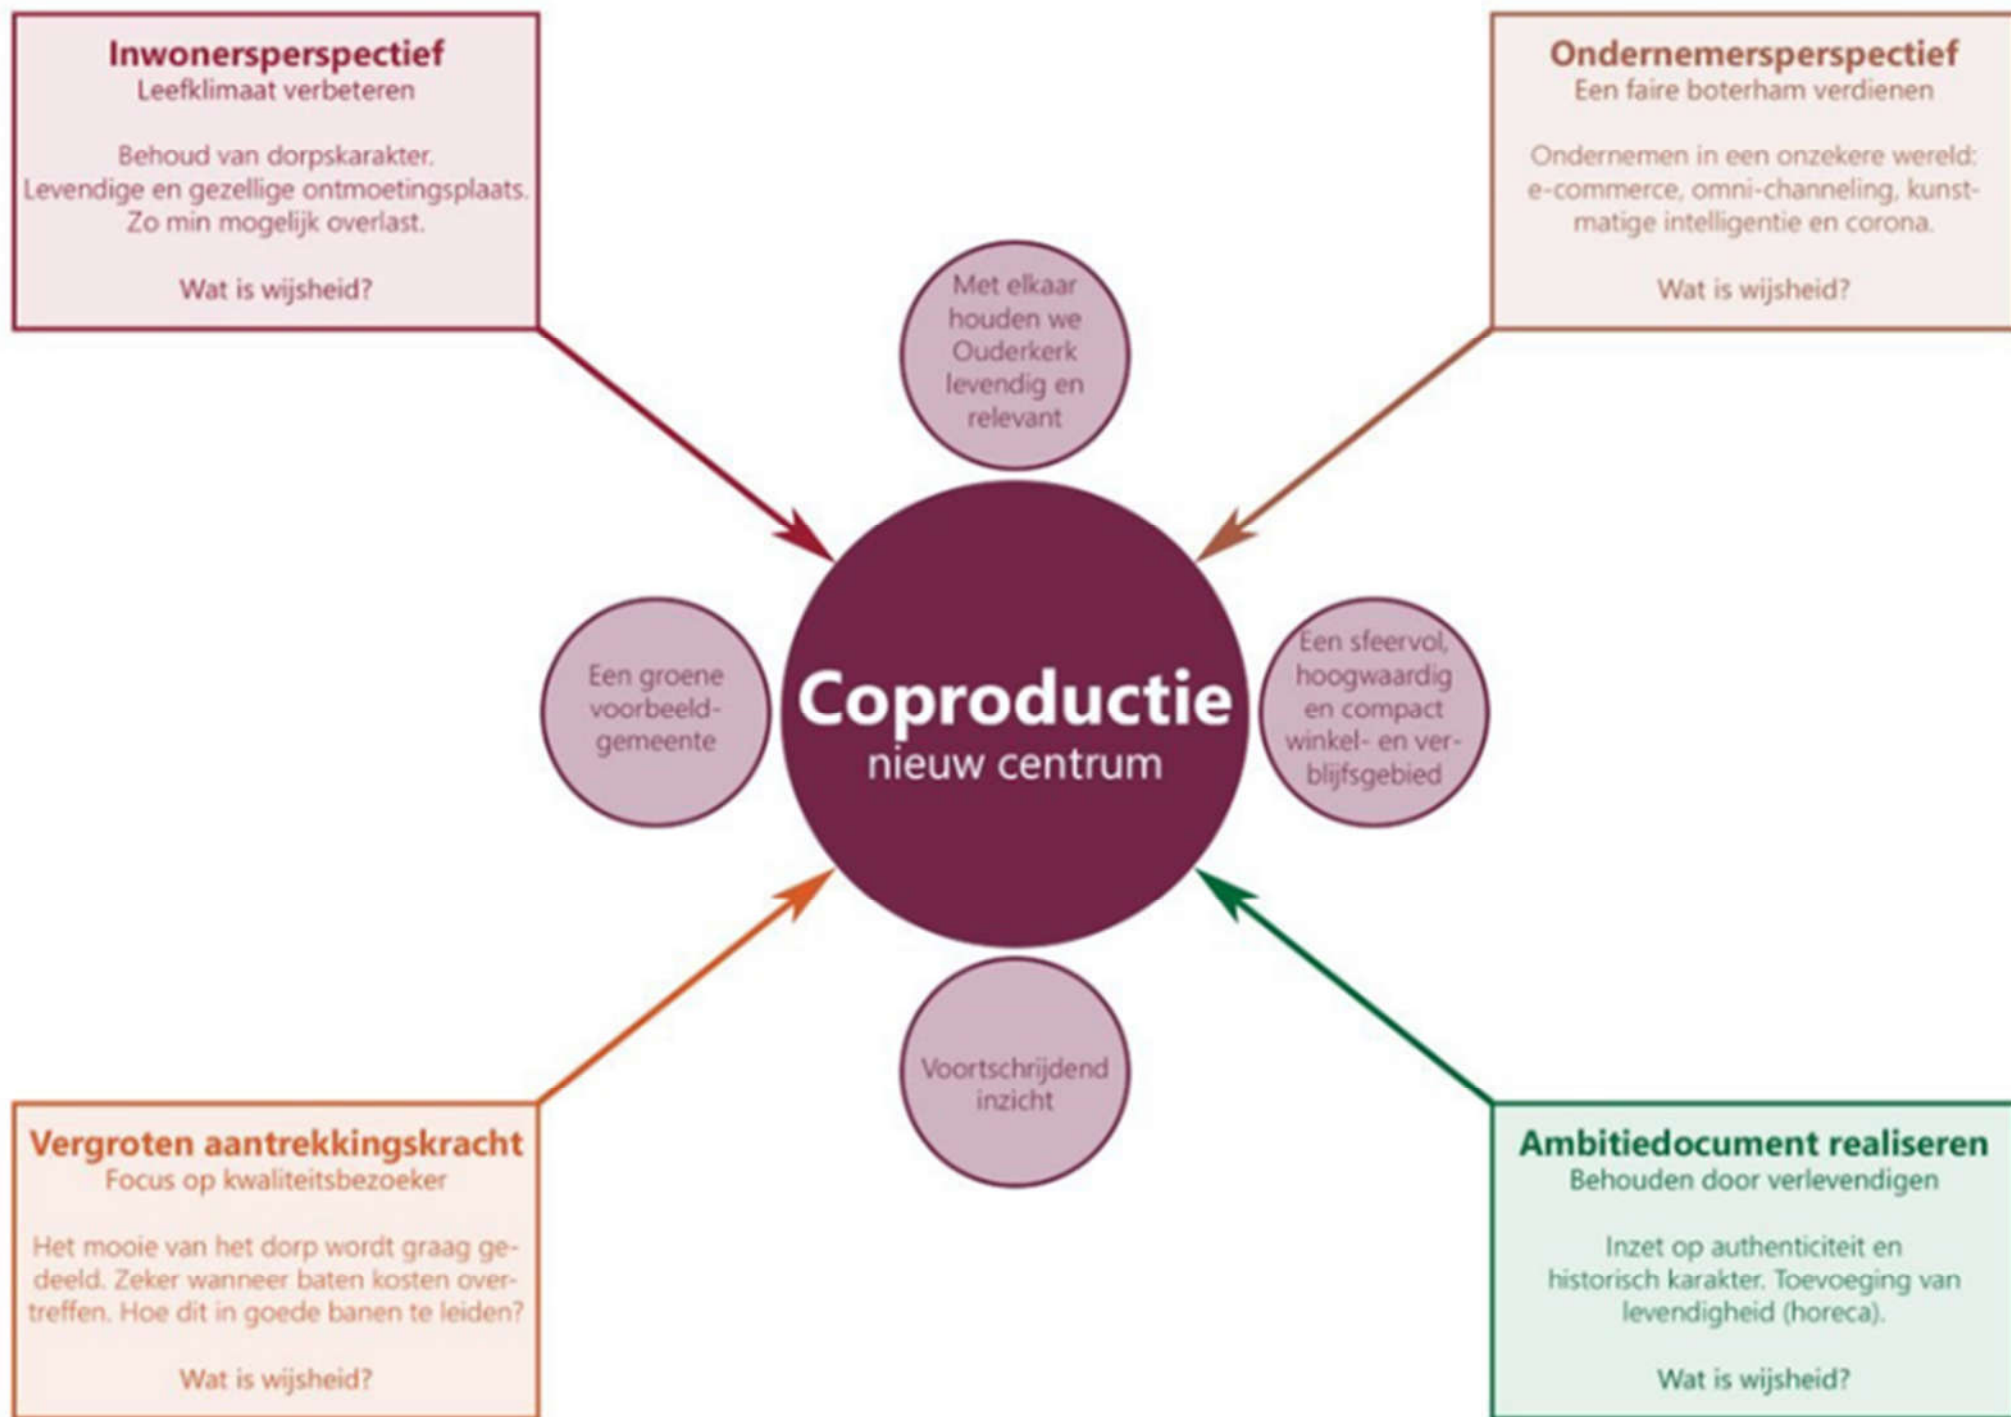 Inwonersperspectief
Leefklimaat verbeteren
Behoud van dorpskarakter.
Levendige en gezellige ontmoetingsplaats.
Zo min mogelijk overlast.
Wat is wijsheid?
Ondernemersperspectief
Een faire boterham verdienen
Ondernemen in een onzekere wereld:
e-commerce, omni-channeling, kunst-
matige intelligentie en corona.
Wat is wijsheid?
Met elkaar
houden we
Ouderkerk
levendig en
relevant
Een groene
voorbeeld-
gemeente
Coproductie
nieuw centrum
Een sfeervol,
hoogwaardig
en compact
winkel- en ver-
blijfsgebied
Voortschrijdend
inzicht
Vergroten aantrekkingskracht
Focus op kwaliteitsbezoeker
Het mooie van het dorp wordt graag ge-
deeld. Zeker wanneer baten kosten over-
treffen. Hoe dit in goede banen te leiden?
Wat is wijsheid?
Ambitiedocument realiseren
Behouden door verlevendigen
Inzet op authenticiteit en
historisch karakter. Toevoeging van
levendigheid (horeca).
Wat is wijsheid?